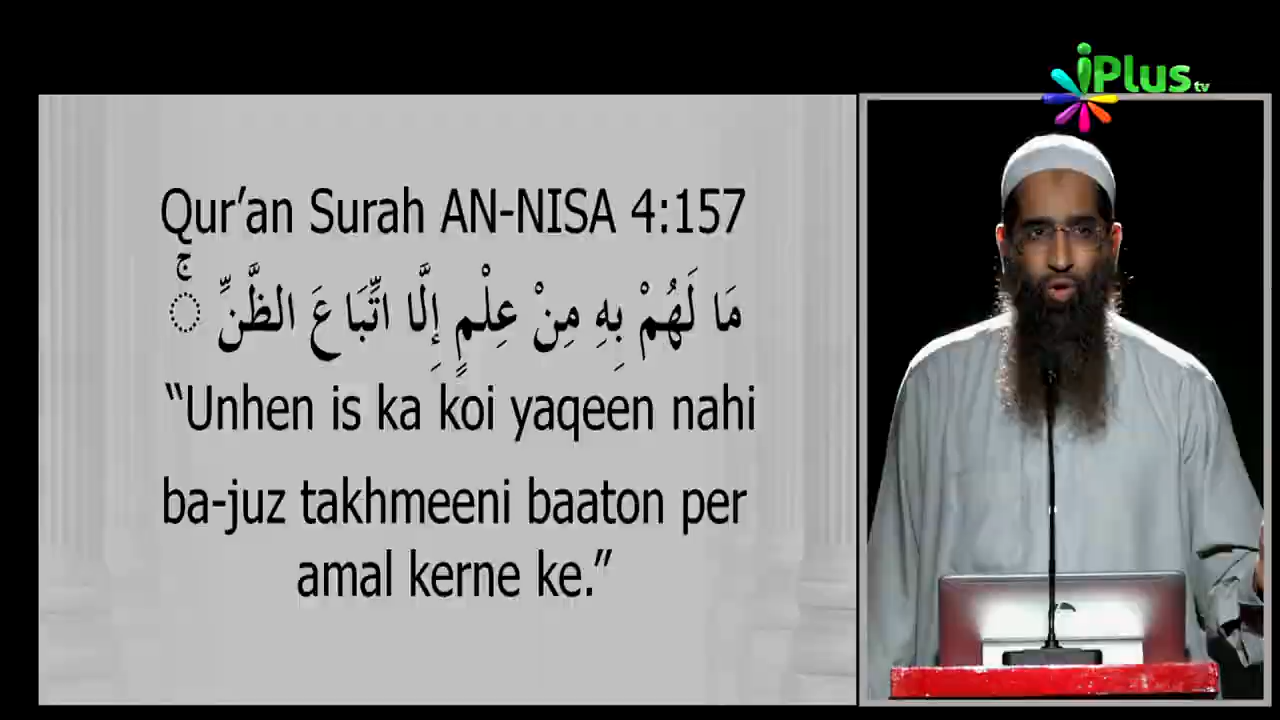 iPlus tv
Qur’an Surah AN-NISA 4:157
مَا لَهُمْ بِهِ مِنْ عِلْمٍ إِلَّا اتِّبَاعَ الظَّنِّ ۚ
“Unhen is ka koi yaqeen nahi
ba-juz takhmeeni baaton per
amal kerne ke.”